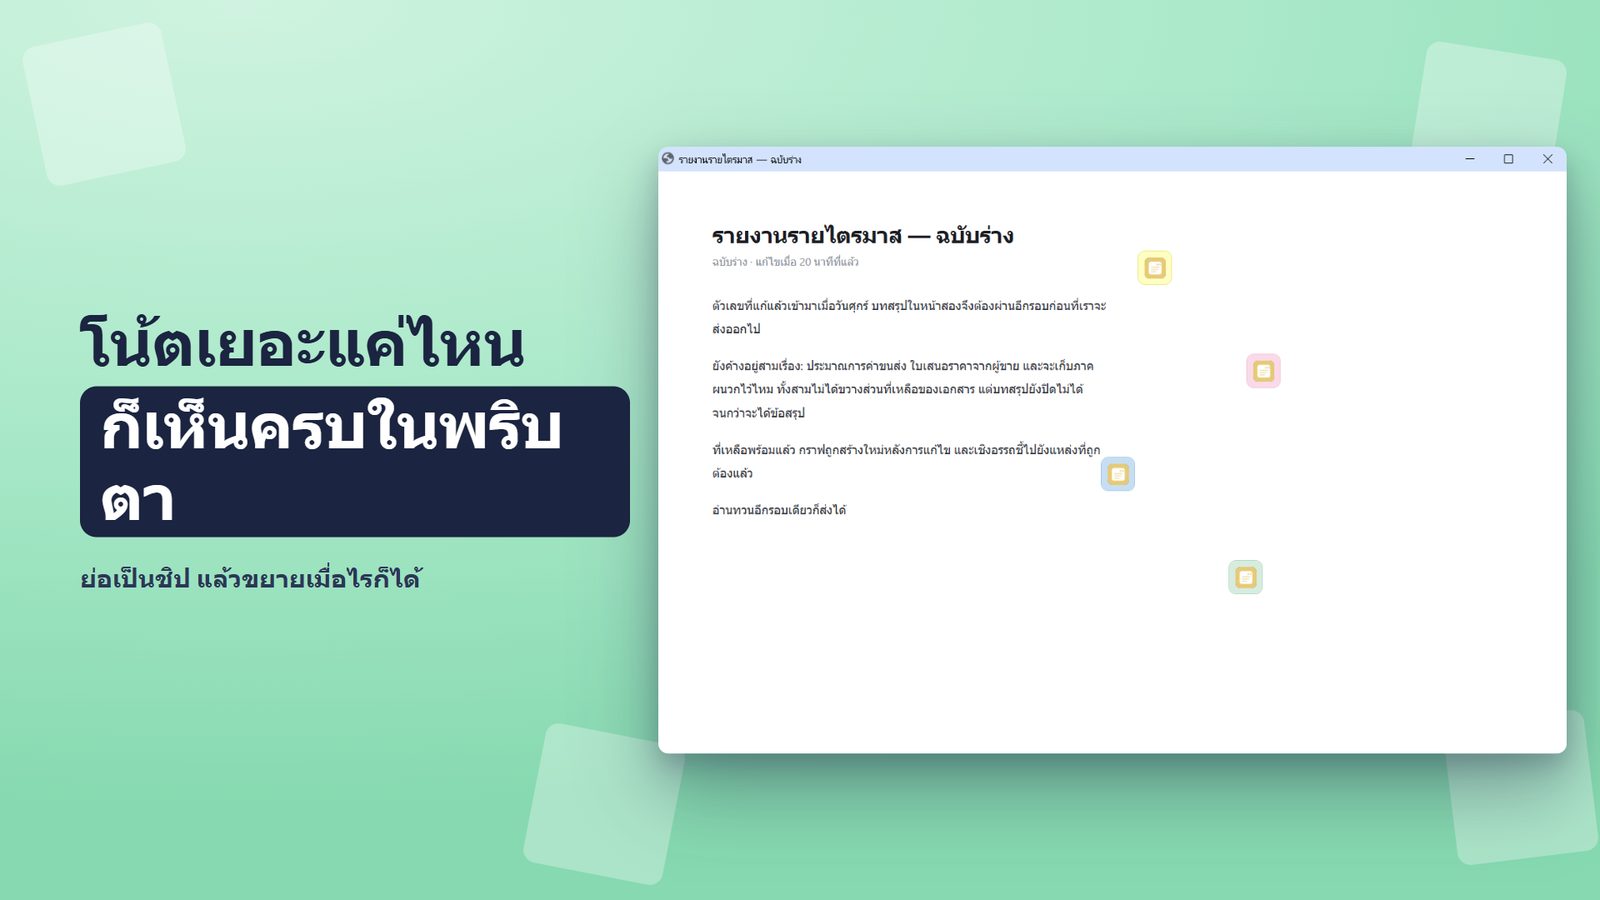 โน้ตเยอะแค่ไหน
ก็เห็นครบในพริบ
ตา
ย่อเป็นชิป แล้วขยายเมื่อไรก็ได้
รายงานรายไตรมาส — ฉบับร่าง
รายงานรายไตรมาส — ฉบับร่าง
ฉบับร่าง · แก้ไขเมื่อ 20 นาทีที่แล้ว
ตัวเลขที่แก้แล้วเข้ามาเมื่อวันศุกร์ บทสรุปในหน้าสองจึงต้องผ่านอีกรอบก่อนที่เราจะ
ส่งออกไป
ยังค้างอยู่สามเรื่อง: ประมาณการค่าขนส่ง ใบเสนอราคาจากผู้ขาย และจะเก็บภาค
ผนวกไว้ไหม ทั้งสามไม่ได้ขวางส่วนที่เหลือของเอกสาร แต่บทสรุปยังปิดไม่ได้
จนกว่าจะได้ข้อสรุป
ที่เหลือพร้อมแล้ว กราฟถูกสร้างใหม่หลังการแก้ไข และเชิงอรรถชี้ไปยังแหล่งที่ถูก
ต้องแล้ว
อ่านทวนอีกรอบเดียวก็ส่งได้